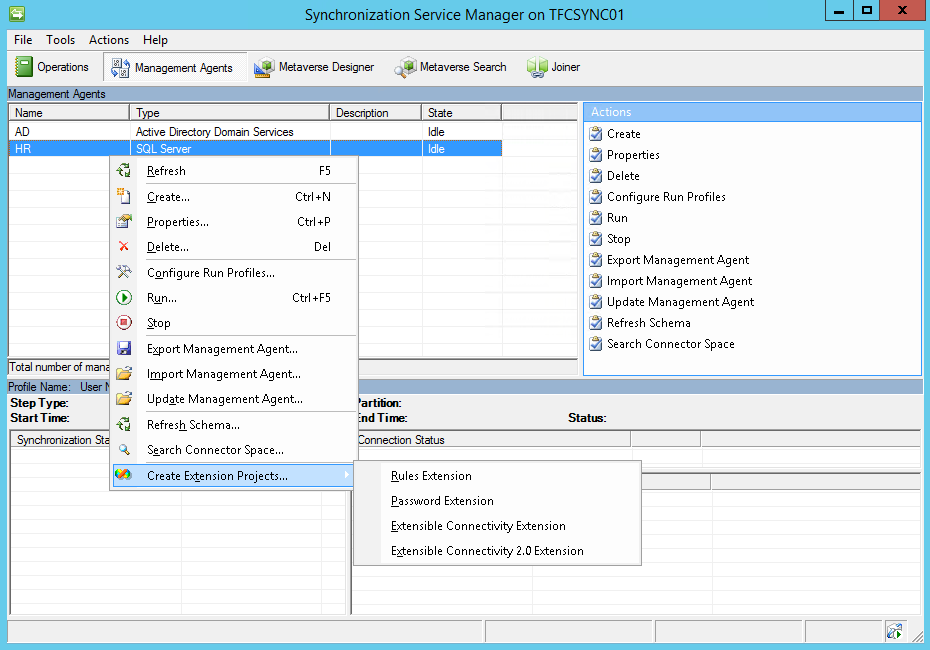 Synchronization Service Manager on TFCSYNC01
File Tools Actions Help
Operations Management Agents Metaverse Designer Metaverse Search Joiner
Management Agents
Name Type Description State
AD Active Directory Domain Services Idle
HR SQL Server Idle
Actions
Create
Properties
Delete
Configure Run Profiles
Run
Stop
Export Management Agent
Import Management Agent
Update Management Agent
Refresh Schema
Search Connector Space
Refresh F5
Create... Ctrl+N
Properties... Ctrl+P
Delete... Del
Configure Run Profiles...
Run... Ctrl+F5
Stop
Export Management Agent...
Import Management Agent...
Update Management Agent...
Refresh Schema...
Search Connector Space...
Create Extension Projects...
Rules Extension
Password Extension
Extensible Connectivity Extension
Extensible Connectivity 2.0 Extension
Total number of
Profile Name: User
Step Type: Partition:
Start Time: End Time: Status:
Synchronization Connection Status